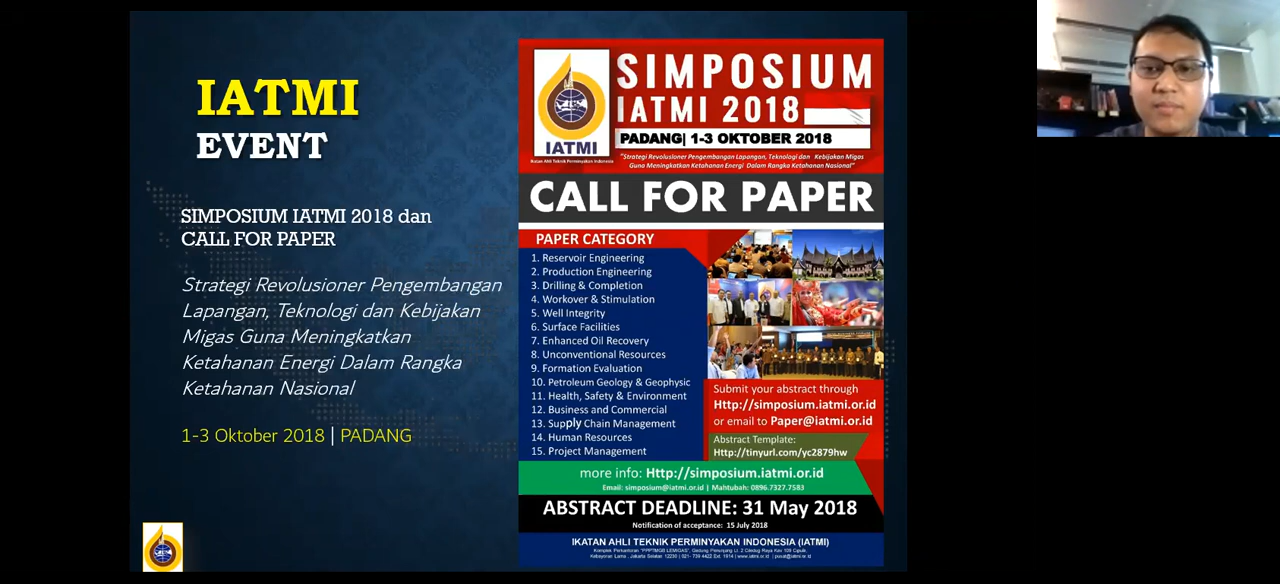 IATMI
EVENT
SIMPOSIUM IATMI 2018 dan
CALL FOR PAPER
Strategi Revolusioner Pengembangan
Lapangan, Teknologi dan Kebijakan
Migas Guna Meningkatkan
Ketahanan Energi Dalam Rangka
Ketahanan Nasional
1-3 Oktober 2018 | PADANG
IATMI
Ikatan Ahli Teknik Perminyakan Indonesia
SIMPOSIUM
IATMI 2018
PADANG| 1-3 OKTOBER 2018
"Strategi Revolusioner Pengembangan Lapangan, Teknologi dan Kebijakan Migas
Guna Meningkatkan Ketahanan Energi Dalam Rangka Ketahanan Nasional"
CALL FOR PAPER
PAPER CATEGORY
1. Reservoir Engineering
2. Production Engineering
3. Drilling & Completion
4. Workover & Stimulation
5. Well Integrity
6. Surface Facilities
7. Enhanced Oil Recovery
8. Unconventional Resources
9. Formation Evaluation
10. Petroleum Geology & Geophysic
11. Health, Safety & Environment
12. Business and Commercial
13. Supply Chain Management
14. Human Resources
15. Project Management
Submit your abstract through
Http://simposium.iatmi.or.id
or email to Paper@iatmi.or.id
Abstract Template:
Http://tinyurl.com/yc2879hw
more info: Http://simposium.iatmi.or.id
Email: simposium@iatmi.or.id | Mahtubah: 0896.7327.7583
ABSTRACT DEADLINE: 31 May 2018
Notification of acceptance: 15 July 2018
IKATAN AHLI TEKNIK PERMINYAKAN INDONESIA (IATMI)